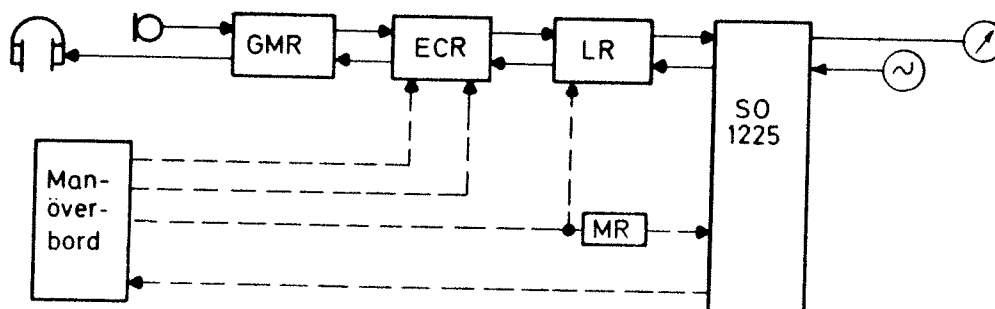 GMR
ECR
LR
SO
1225
Man-
över-
bord
MR